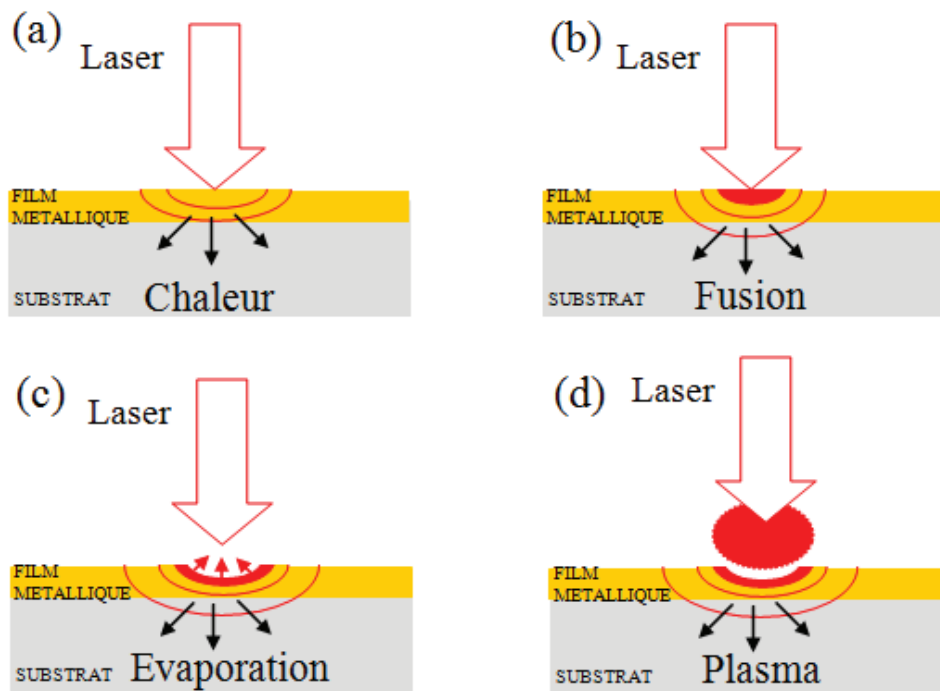 (a)
Laser
FILM
METALLIQUE
SUBSTRAT
Chaleur
(b)
Laser
FILM
METALLIQUE
SUBSTRAT
Fusion
(c)
Laser
FILM
METALLIQUE
SUBSTRAT
Evaporation
(d)
Laser
FILM
METALLIQUE
SUBSTRAT
Plasma